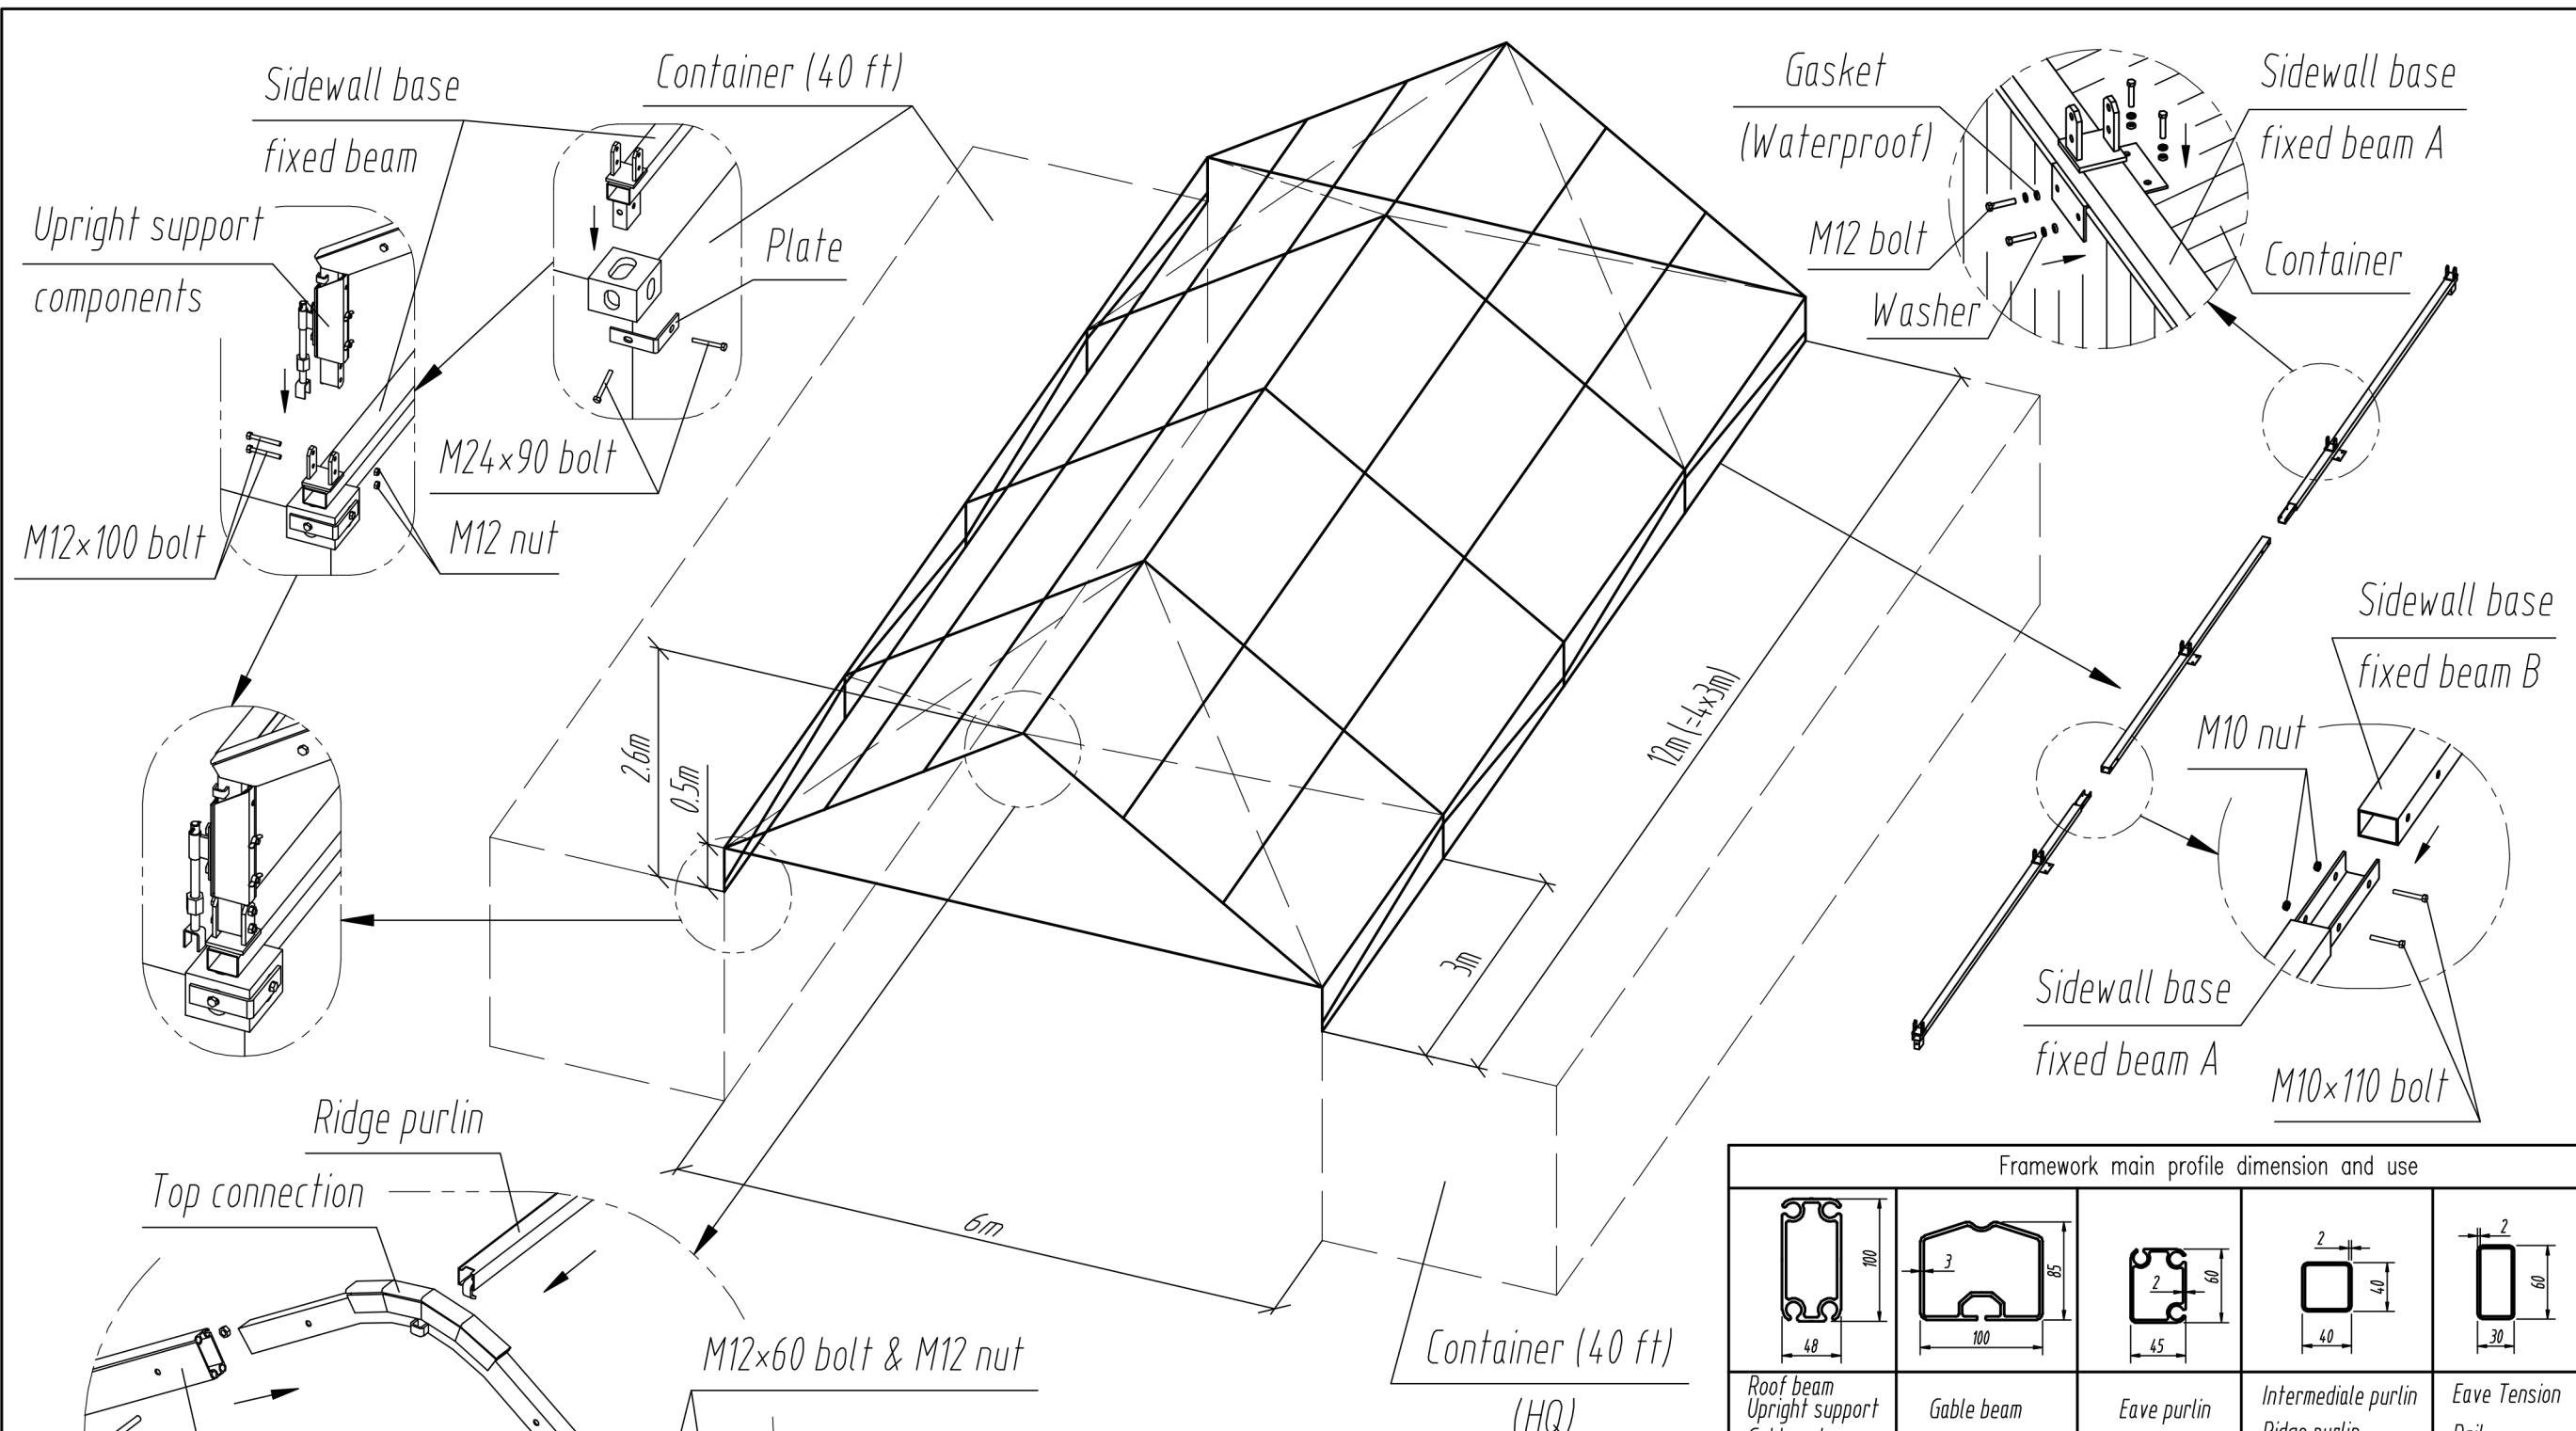 Sidewall base
fixed beam
Container (40 ft)
Upright support
components
Plate
M24×90 bolt
M12×100 bolt
M12 nut
Gasket
(Waterproof)
M12 bolt
Washer
Sidewall base
fixed beam A
Container
Sidewall base
fixed beam B
M10 nut
Sidewall base
fixed beam A
M10×110 bolt
2.6m
0.5m
12m (-4x3m)
3m
6m
Ridge purlin
Top connection
M12×60 bolt & M12 nut
Container (40 ft)
(HQ)
Framework main profile dimension and use
100
48
3
85
100
2
60
45
2
40
40
2
60
30
Roof beam
Upright support
Gable beam
Eave purlin
Intermediale purlin
Ridge purlin
Eave Tension